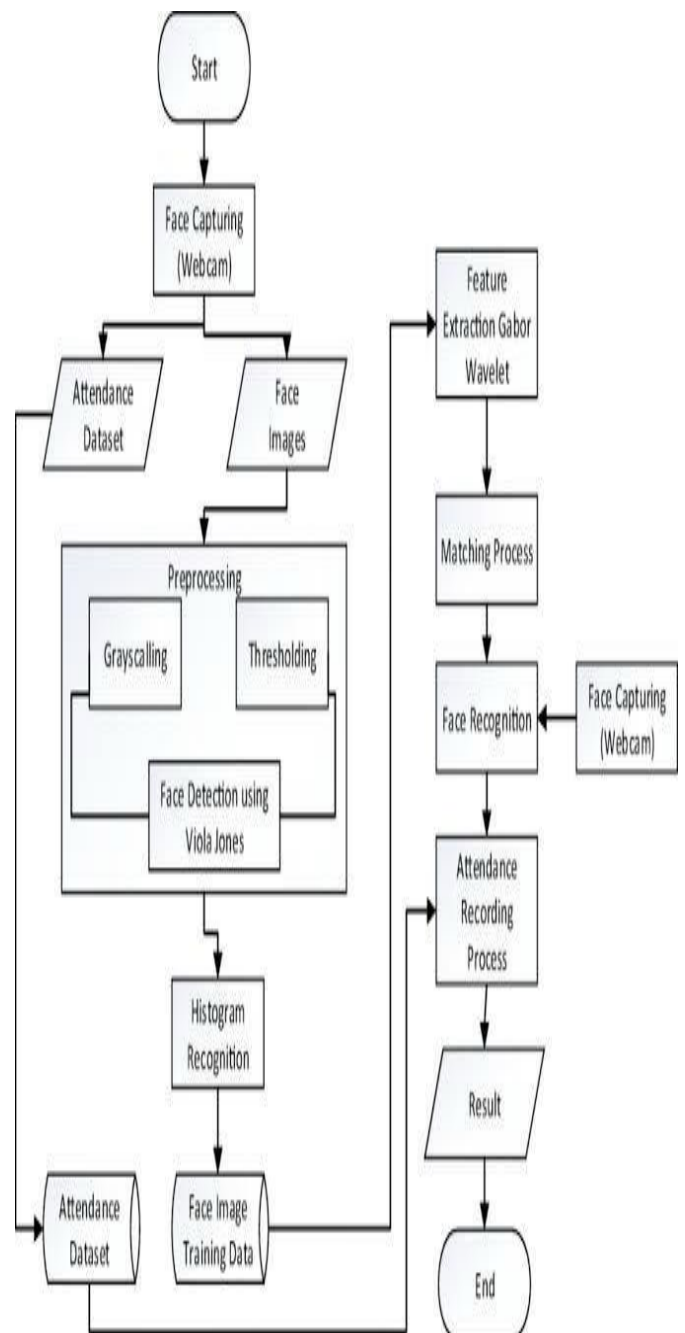 Start
Face Capturing
(Webcam)
Attendance
Dataset
Face
Images
Preprocessing
Grayscalling
Thresholding
Face Detection using
Viola Jones
Histogram
Recognition
Attendance
Dataset
Face Image
Training Data
Feature
Extraction Gabor
Wavelet
Matching Process
Face Recognition
Face Capturing
(Webcam)
Attendance
Recording
Process
Result
End